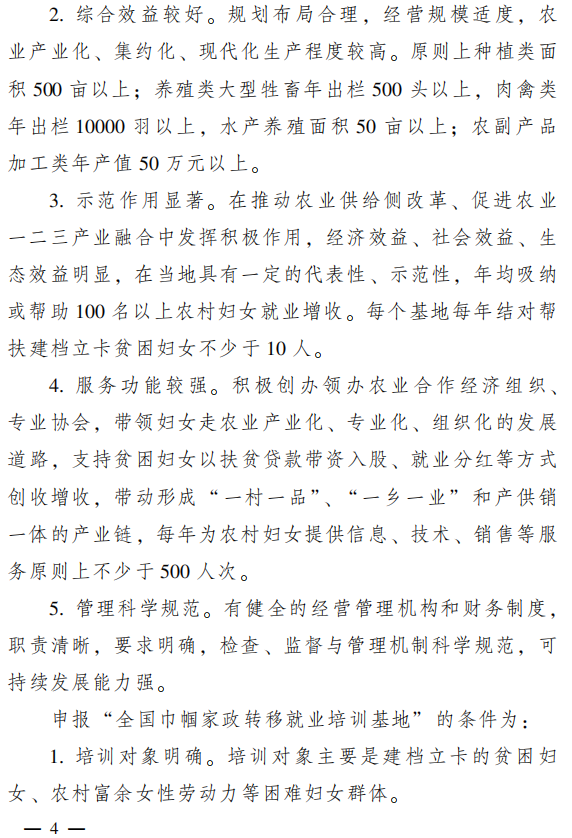 2. 综合效益较好。规划布局合理，经营规模适度，农
业产业化、集约化、现代化生产程度较高。原则上种植类面
积 500 亩以上；养殖类大型牲畜年出栏 500 头以上，肉禽类
年出栏 10000 羽以上，水产养殖面积 50 亩以上；农副产品
加工类年产值 50 万元以上。
3. 示范作用显著。在推动农业供给侧改革、促进农业
一二三产业融合中发挥积极作用，经济效益、社会效益、生
态效益明显，在当地具有一定的代表性、示范性，年均吸纳
或帮助 100 名以上农村妇女就业增收。每个基地每年结对帮
扶建档立卡贫困妇女不少于 10 人。
4. 服务功能较强。积极创办领办农业合作经济组织、
专业协会，带领妇女走农业产业化、专业化、组织化的发展
道路，支持贫困妇女以扶贫贷款带资入股、就业分红等方式
创收增收，带动形成“一村一品”、“一乡一业”和产供销
一体的产业链，每年为农村妇女提供信息、技术、销售等服
务原则上不少于 500 人次。
5. 管理科学规范。有健全的经营管理机构和财务制度，
职责清晰，要求明确，检查、监督与管理机制科学规范，可
持续发展能力强。
申报“全国巾帼家政转移就业培训基地”的条件为：
1. 培训对象明确。培训对象主要是建档立卡的贫困妇
女、农村富余女性劳动力等困难妇女群体。
— 4 —